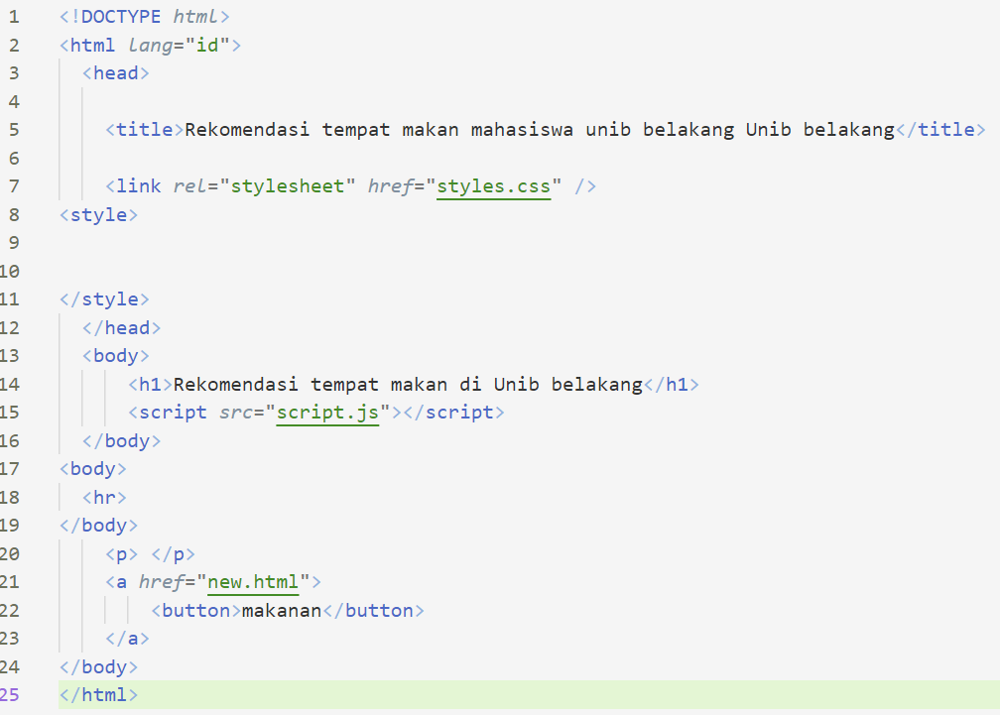 1 <!DOCTYPE html>
2 <html lang="id">
3 <head>
4
5 <title>Rekomendasi tempat makan mahasiswa unib belakang Unib belakang</title>
6
7 <link rel="stylesheet" href="styles.css" />
8 <style>
9
10
11 </style>
12 </head>
13 <body>
14 <h1>Rekomendasi tempat makan di Unib belakang</h1>
15 <script src="script.js"></script>
16 </body>
17 <body>
18 <hr>
19 </body>
20 <p> </p>
21 <a href="new.html">
22 <button>makanan</button>
23 </a>
24 </body>
25 </html>